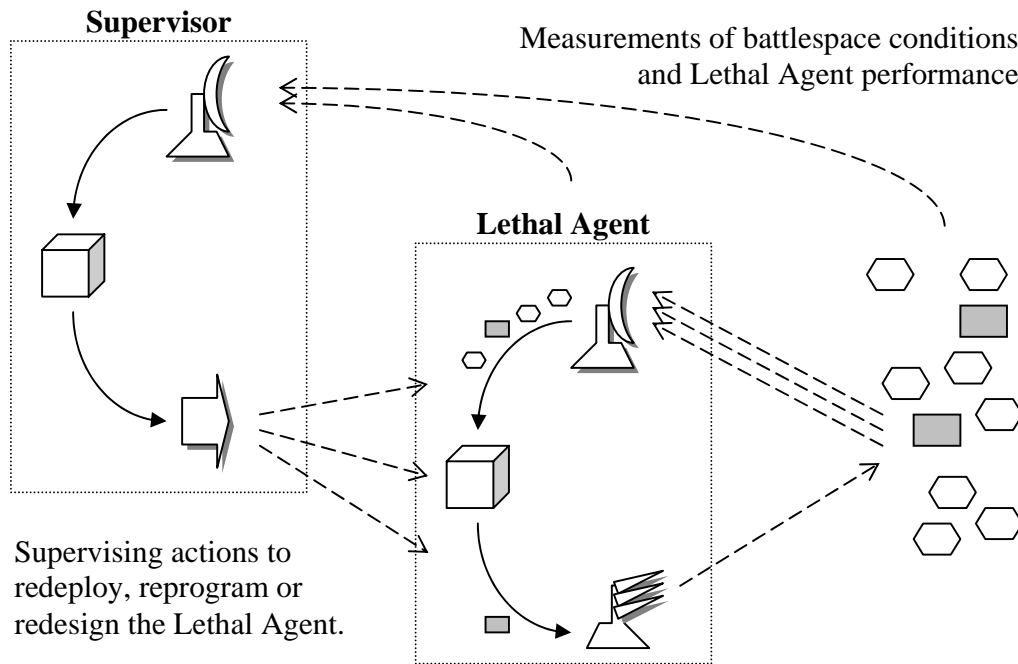 Supervisor
Measurements of battlespace conditions
and Lethal Agent performance
Lethal Agent
Supervising actions to
redeploy, reprogram or
redesign the Lethal Agent.